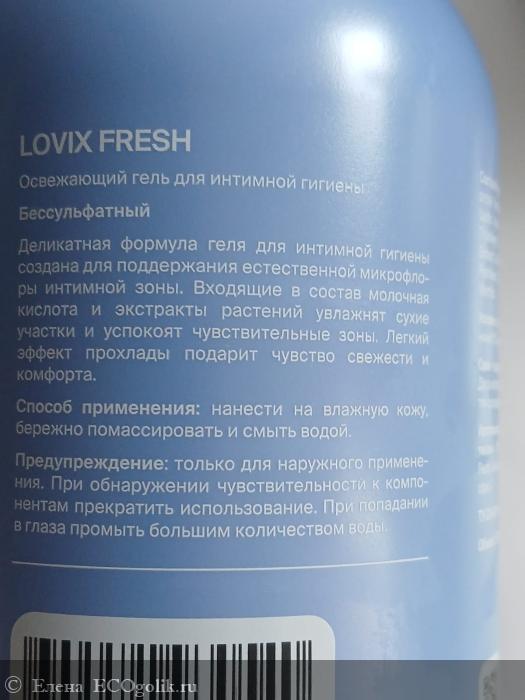 LOVIX FRESH
Освежающий гель для интимной гигиены
Бессульфатный
Деликатная формула геля для интимной гигиены
создана для поддержания естественной микрофло-
ры интимной зоны. Входящие в состав молочная
кислота и экстракты растений увлажнят сухие
участки и успокоят чувствительные зоны. Легкий
эффект прохлады подарит чувство свежести и
комфорта.
Способ применения: нанести на влажную кожу,
бережно помассировать и смыть водой.
Предупреждение: только для наружного примене-
ния. При обнаружении чувствительности к компо-
нентам прекратить использование. При попадании
в глаза промыть большим количеством воды.
© Елена ECOgolik.ru